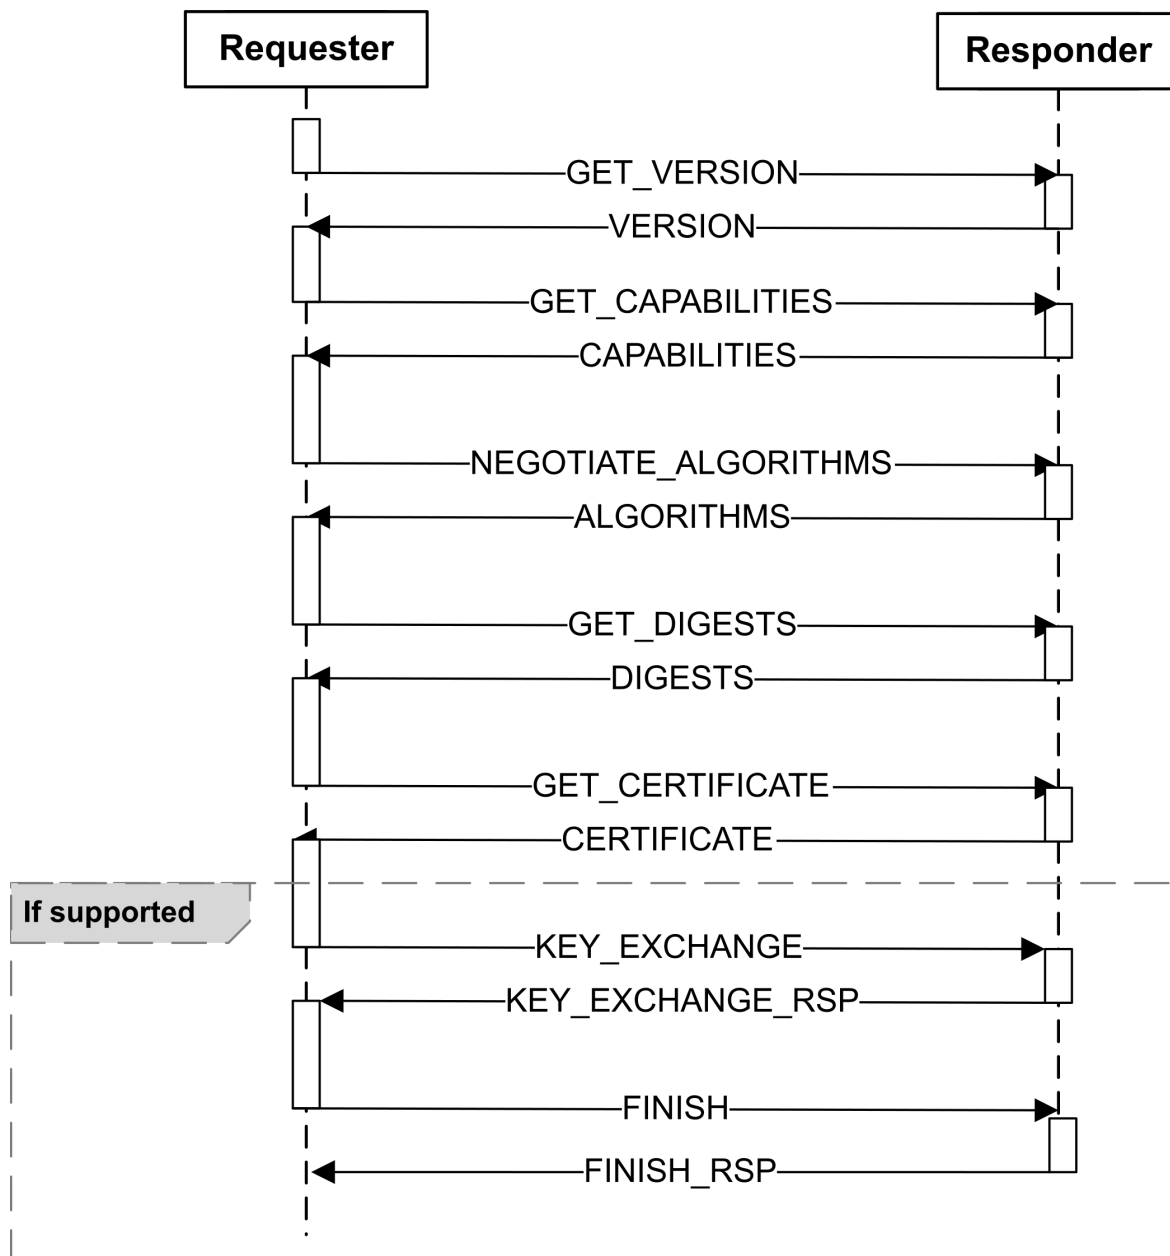 Requester
Responder
GET_VERSION
VERSION
GET_CAPABILITIES
CAPABILITIES
NEGOTIATE_ALGORITHMS
ALGORITHMS
GET_DIGESTS
DIGESTS
GET_CERTIFICATE
CERTIFICATE
If supported
KEY_EXCHANGE
KEY_EXCHANGE_RSP
FINISH
FINISH_RSP